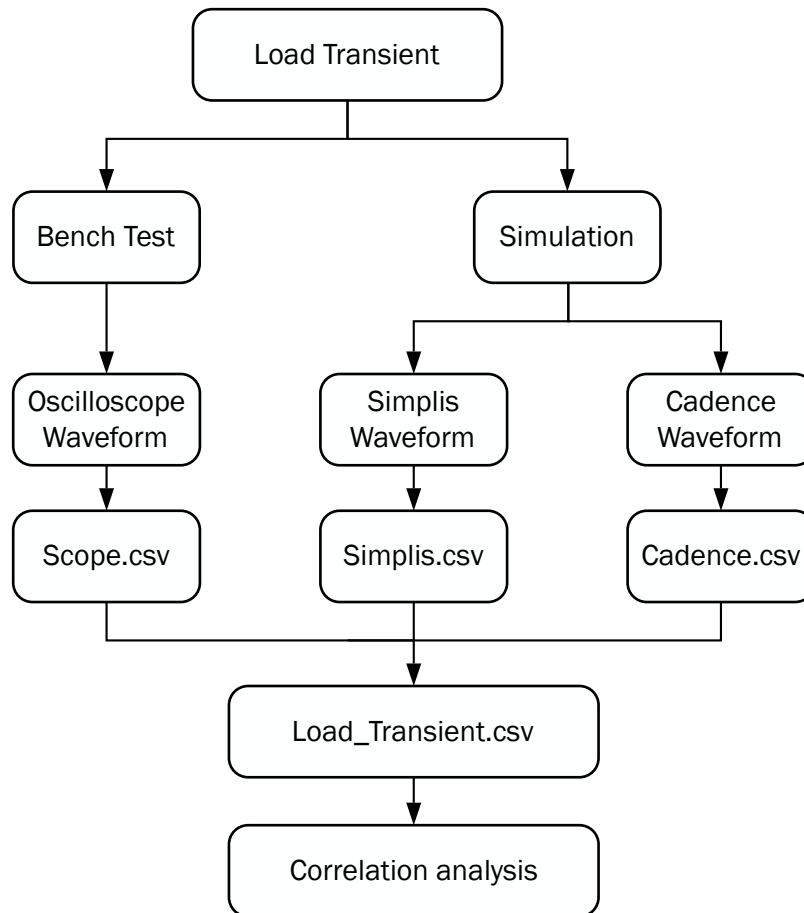 Load Transient
Bench Test
Simulation
Oscilloscope
Waveform
Simplis
Waveform
Cadence
Waveform
Scope.csv
Simplis.csv
Cadence.csv
Load_Transient.csv
Correlation analysis